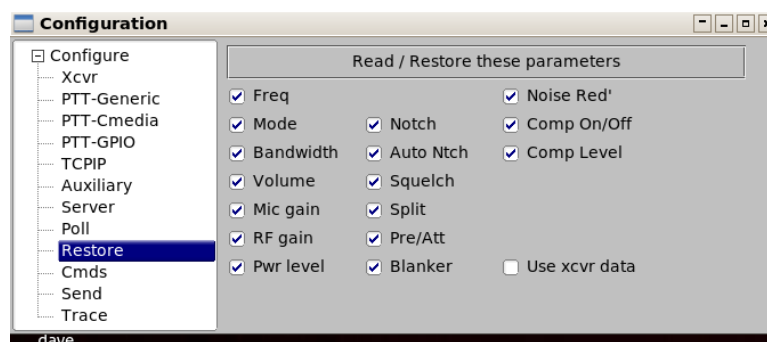 Configuration
Configure
Xcvr
PTT-Generic
PTT-Cmedia
PTT-GPIO
TCPIP
Auxiliary
Server
Poll
Restore
Cmds
Send
Trace
Read / Restore these parameters
Freq
Noise Red'
Mode
Notch
Comp On/Off
Bandwidth
Auto Ntch
Comp Level
Volume
Squelch
Mic gain
Split
RF gain
Pre/Att
Pwr level
Blanker
Use xcvr data
dave